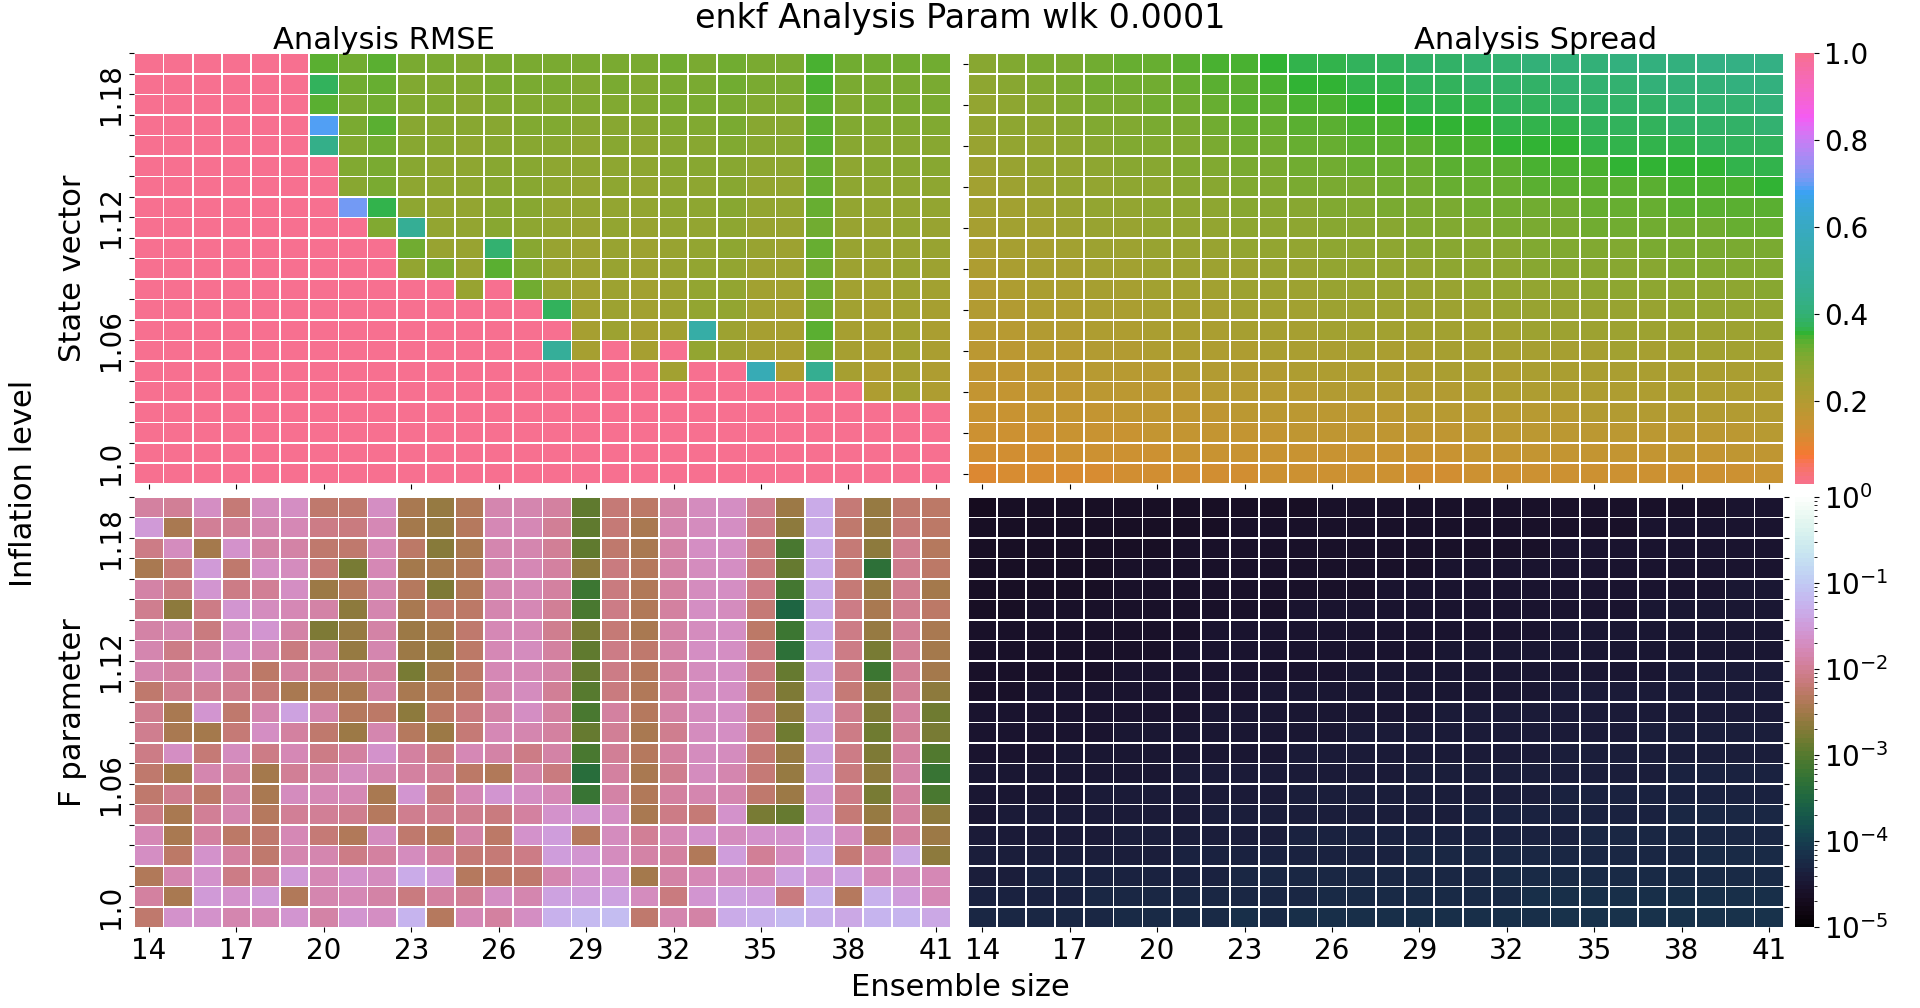 enkf Analysis Param wlk 0.0001
Analysis RMSE
Analysis Spread
Inflation level
State vector
1.18
1.12
1.06
1.0
1.0
0.8
0.6
0.4
0.2
F parameter
1.18
1.12
1.06
1.0
10⁰
10⁻¹
10⁻²
10⁻³
10⁻⁴
10⁻⁵
14 17 20 23 26 29 32 35 38 41
14 17 20 23 26 29 32 35 38 41
Ensemble size